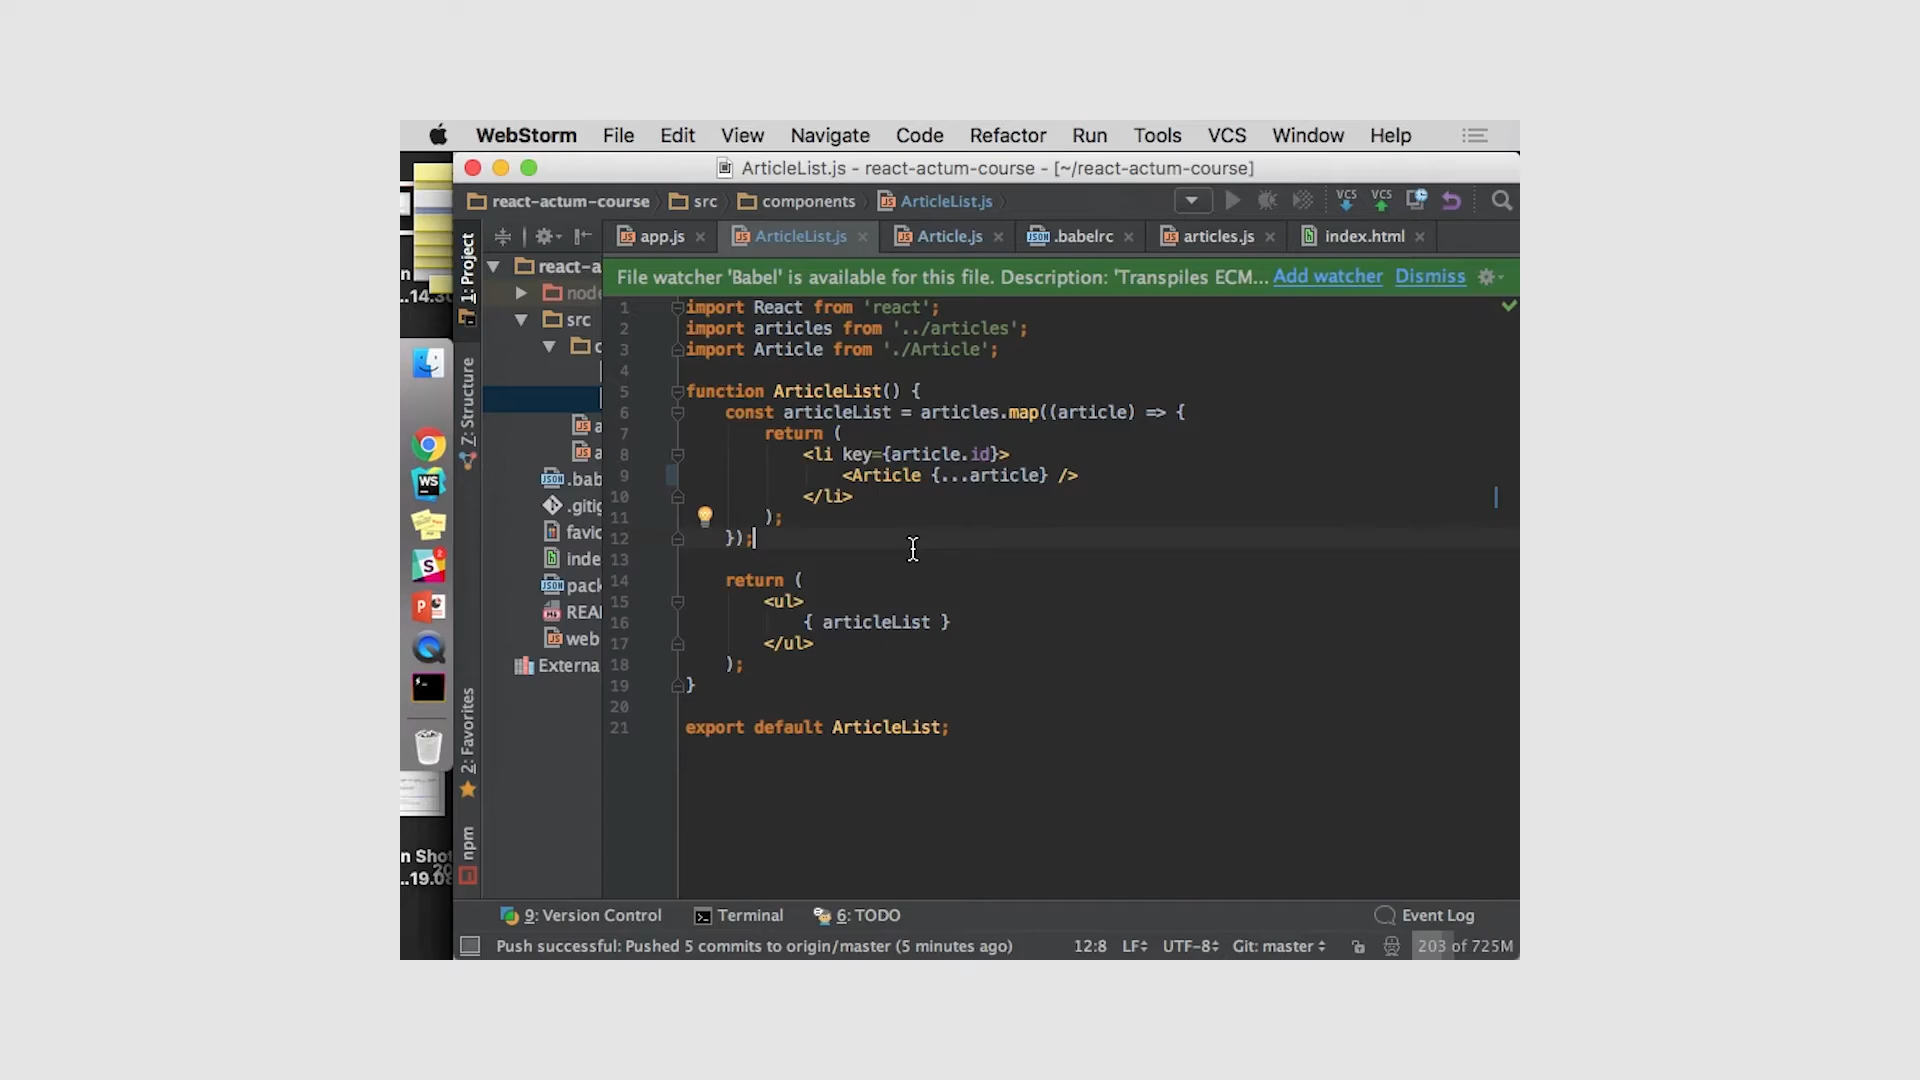 WebStorm File Edit View Navigate Code Refactor Run Tools VCS Window Help
ArticleList.js - react-actum-course - [~/react-actum-course]
react-actum-course src components ArticleList.js VCS VCS
app.js ArticleList.js Article.js .babelrc articles.js index.html
File watcher 'Babel' is available for this file. Description: 'Transpiles ECM... Add watcher Dismiss
1: Project
Z: Structure
2: Favorites
npm
react-a
node
src
c
a
a
.bab
.gitig
favic
inde
pack
REA
web
Externa
1 import React from 'react';
2 import articles from '../articles';
3 import Article from './Article';
4
5 function ArticleList() {
6 const articleList = articles.map((article) => {
7 return (
8 <li key={article.id}>
9 <Article {...article} />
10 </li>
11 );
12 });
13
14 return (
15 <ul>
16 { articleList }
17 </ul>
18 );
19 }
20
21 export default ArticleList;
9: Version Control Terminal 6: TODO Event Log
Push successful: Pushed 5 commits to origin/master (5 minutes ago) 12:8 LF UTF-8 Git: master 203 of 725M